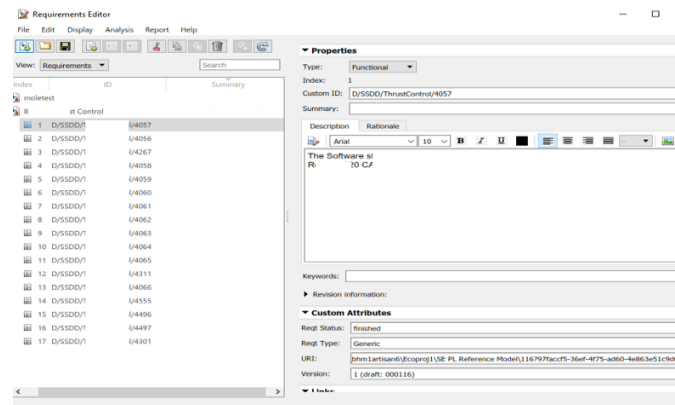 Requirements Editor
File Edit Display Analysis Report Help
View: Requirements Search
Index ID Summary
moletest
R st Control
1 D/SSDD/T /4057
2 D/SSDD/T /4056
3 D/SSDD/T /4267
4 D/SSDD/T /4058
5 D/SSDD/T /4059
6 D/SSDD/T /4060
7 D/SSDD/T /4061
8 D/SSDD/T /4062
9 D/SSDD/T /4063
10 D/SSDD/T /4064
11 D/SSDD/T /4065
12 D/SSDD/T /4311
13 D/SSDD/T /4066
14 D/SSDD/T /4555
15 D/SSDD/T /4496
16 D/SSDD/T /4497
17 D/SSDD/T /4301
Properties
Type: Functional
Index: 1
Custom ID: D/SSDD/ThrustControl/4057
Summary:
Description Rationale
Arial 10 B I U
The Software
Keywords:
Revision information:
Custom Attributes
Reqt Status: finished
Reqt Type: Generic
URI: bhm1artisan6\Ecoproj1\SE PL Reference Model\116797faccf5-36ef-4f75-ad60-4e863e51c9d
Version: 1 (draft: 000116)
Links